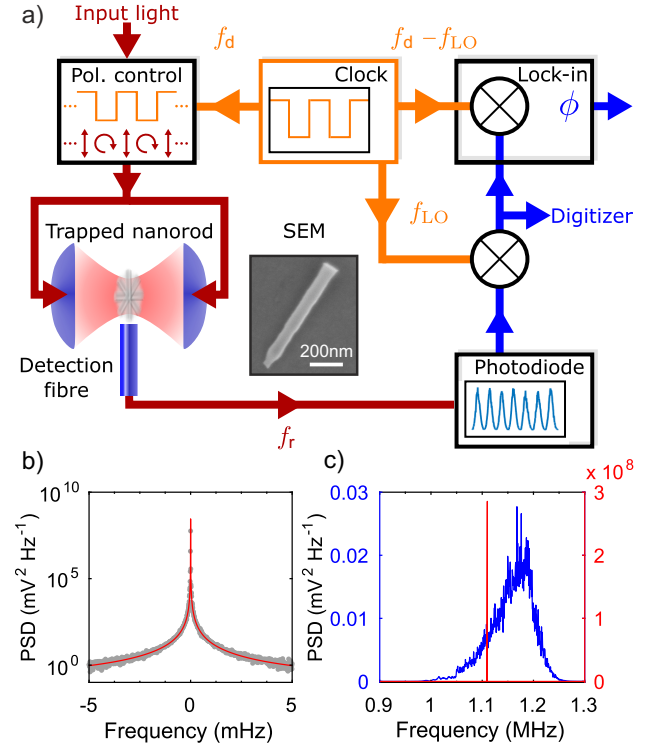 a)
Input light
f_d
f_d − f_LO
Pol. control
Clock
Lock-in
ϕ
...
...
...
...
f_LO
Digitizer
Trapped nanorod
SEM
200nm
Detection
fibre
Photodiode
f_r
b)
c)
x 10^8
PSD (mV^2 Hz^-1)
10^10
10^5
10^0
-5
0
5
Frequency (mHz)
PSD (mV^2 Hz^-1)
0.03
0.02
0.01
0
3
2
1
0
0.9
1
1.1
1.2
1.3
Frequency (MHz)